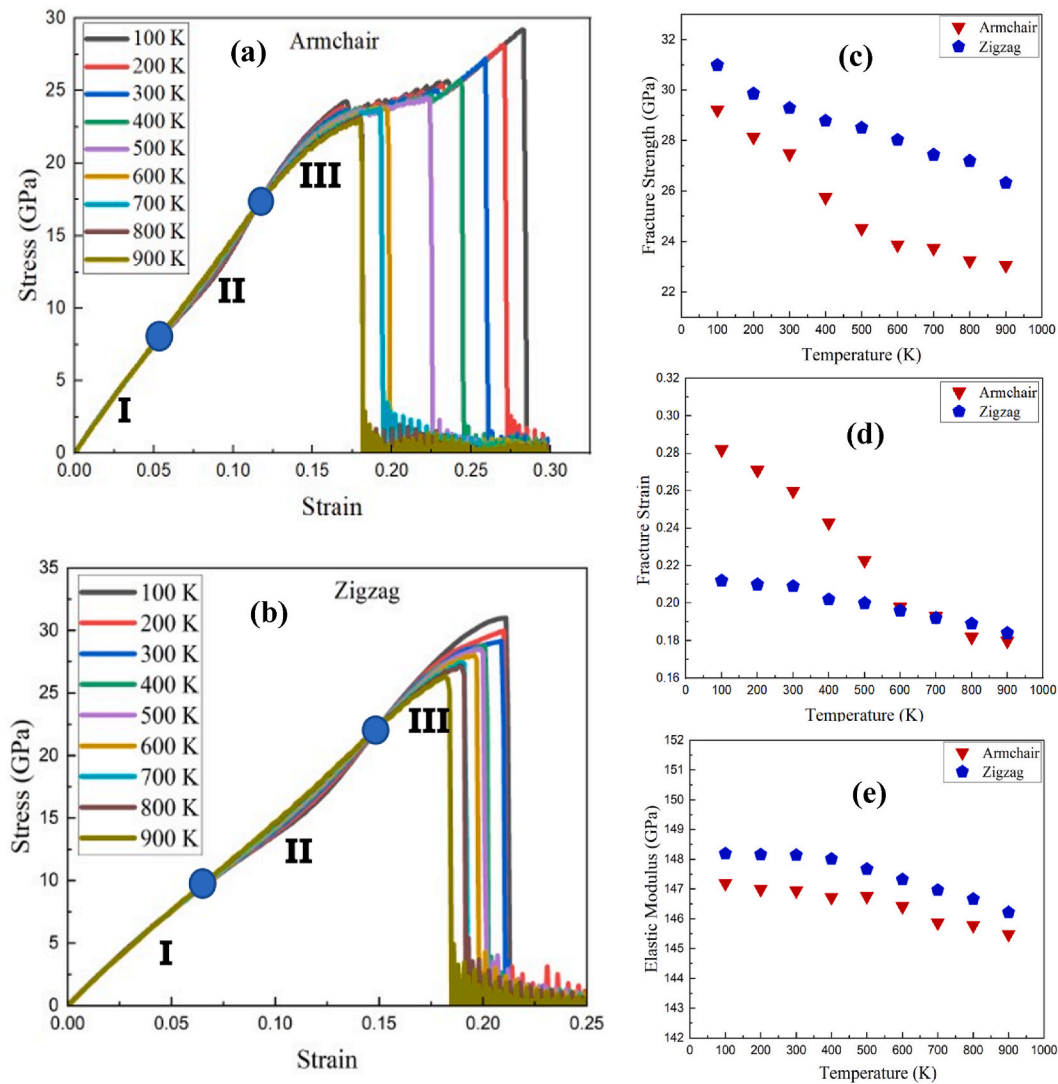 (a)
Armchair
100 K
200 K
300 K
400 K
500 K
600 K
700 K
800 K
900 K
I
II
III
30
25
20
15
10
5
0
Stress (GPa)
0.00 0.05 0.10 0.15 0.20 0.25 0.30
Strain
(b)
Zigzag
100 K
200 K
300 K
400 K
500 K
600 K
700 K
800 K
900 K
I
II
III
35
30
25
20
15
10
5
0
Stress (GPa)
0.00 0.05 0.10 0.15 0.20 0.25
Strain
(c)
Armchair
Zigzag
32
30
28
26
24
22
Fracture Strength (GPa)
0 100 200 300 400 500 600 700 800 900 1000
Temperature (K)
(d)
Armchair
Zigzag
0.32
0.30
0.28
0.26
0.24
0.22
0.20
0.18
0.16
Fracture Strain
0 100 200 300 400 500 600 700 800 900 1000
Temperature (K)
(e)
Armchair
Zigzag
152
151
150
149
148
147
146
145
144
143
142
Elastic Modulus (GPa)
0 100 200 300 400 500 600 700 800 900 1000
Temperature (K)